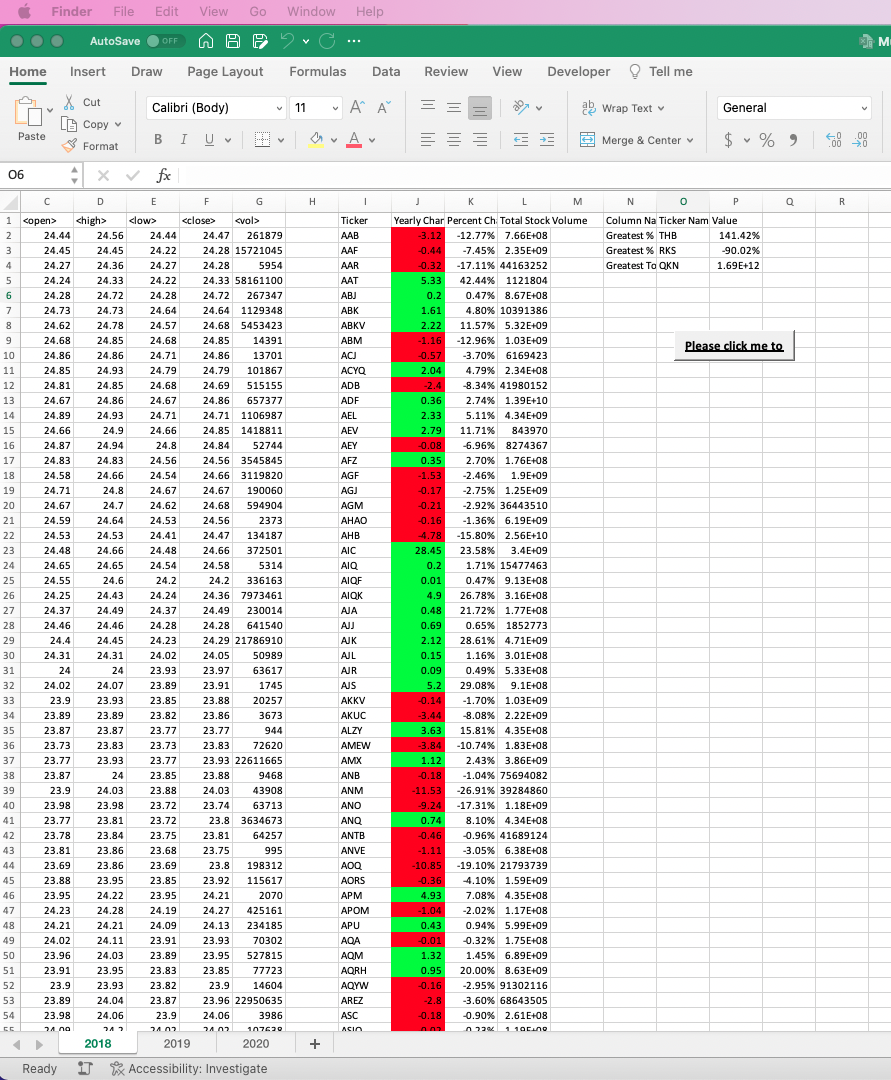 Finder File Edit View Go Window Help
AutoSave OFF
Home Insert Draw Page Layout Formulas Data Review View Developer Tell me
Paste Cut Copy Format Calibri (Body) 11 B I U A A A Wrap Text Merge & Center General $ % 9
O6 fx
C D E F G H I J K L M N O P Q R
1 <open> <high> <low> <close> <vol> Ticker Yearly Char Percent Ch Total Stock Volume Column Na Ticker Nam Value
2 24.44 24.56 24.44 24.47 261879 AAB -3.12 -12.77% 7.66E+08 Greatest % THB 141.42%
3 24.45 24.45 24.22 24.28 15721045 AAF -0.44 -7.45% 2.35E+09 Greatest % RKS -90.02%
4 24.27 24.36 24.27 24.28 5954 AAR -0.32 -17.11% 44163252 Greatest To QKN 1.69E+12
5 24.24 24.33 24.22 24.33 58161100 AAT 5.33 42.44% 1121804
6 24.28 24.72 24.28 24.72 267347 ABJ 0.2 0.47% 8.67E+08
7 24.73 24.73 24.64 24.64 1129348 ABK 1.61 4.80% 10391386
8 24.62 24.78 24.57 24.68 5453423 ABKV 2.22 11.57% 5.32E+09
9 24.68 24.85 24.68 24.85 14391 ABM -1.16 -12.96% 1.03E+09
Please click me to
10 24.86 24.86 24.71 24.86 13701 ACJ -0.57 -3.70% 6169423
11 24.85 24.93 24.79 24.79 101867 ACYQ 2.04 4.79% 2.34E+08
12 24.81 24.85 24.68 24.69 515155 ADB -2.4 -8.34% 41980152
13 24.67 24.86 24.67 24.86 657377 ADF 0.36 2.74% 1.39E+10
14 24.89 24.93 24.71 24.71 1106987 AEL 2.33 5.11% 4.34E+09
15 24.66 24.9 24.66 24.85 1418811 AEV 2.79 11.71% 843970
16 24.87 24.94 24.8 24.84 52744 AEY -0.08 -6.96% 8274367
17 24.83 24.83 24.56 24.56 3545845 AFZ 0.35 2.70% 1.76E+08
18 24.58 24.66 24.54 24.66 3119820 AGF -1.53 -2.46% 1.9E+09
19 24.71 24.8 24.67 24.67 190060 AGJ -0.17 -2.75% 1.25E+09
20 24.67 24.7 24.62 24.68 594904 AGM -0.21 -2.92% 36443510
21 24.59 24.64 24.53 24.56 2373 AHAO -0.16 -1.36% 6.19E+09
22 24.53 24.53 24.41 24.47 134187 AHB -4.78 -15.80% 2.56E+10
23 24.48 24.66 24.48 24.66 372501 AIC 28.45 23.58% 3.4E+09
24 24.65 24.65 24.54 24.58 5314 AIQ 0.2 1.71% 15477463
25 24.55 24.6 24.2 24.2 336163 AIQF 0.01 0.47% 9.13E+08
26 24.25 24.43 24.24 24.36 7973461 AIQK 4.9 26.78% 3.16E+08
27 24.37 24.49 24.37 24.49 230014 AJA 0.48 21.72% 1.77E+08
28 24.46 24.46 24.28 24.28 641540 AJJ 0.69 0.65% 1852773
29 24.4 24.45 24.23 24.29 21786910 AJK 2.12 28.61% 4.71E+09
30 24.31 24.31 24.02 24.05 50989 AJL 0.15 1.16% 3.01E+08
31 24 24 23.93 23.97 63617 AJR 0.09 0.49% 5.33E+08
32 24.02 24.07 23.89 23.91 1745 AJS 5.2 29.08% 9.1E+08
33 23.9 23.93 23.85 23.88 20257 AKKV -0.14 -1.70% 1.03E+09
34 23.89 23.89 23.82 23.86 3673 AKUC -3.44 -8.08% 2.22E+09
35 23.87 23.87 23.77 23.77 944 ALZY 3.63 15.81% 4.35E+08
36 23.73 23.83 23.73 23.83 72620 AMEW -3.84 -10.74% 1.83E+08
37 23.77 23.93 23.77 23.93 22611665 AMX 1.12 2.43% 3.86E+09
38 23.87 24 23.85 23.88 9468 ANB -0.18 -1.04% 75694082
39 23.9 24.03 23.88 24.03 43908 ANM -11.53 -26.91% 39284860
40 23.98 23.98 23.72 23.74 63713 ANO -9.24 -17.31% 1.18E+09
41 23.77 23.81 23.72 23.8 3634673 ANQ 0.74 8.10% 4.34E+08
42 23.78 23.84 23.75 23.81 64257 ANTB -0.46 -0.96% 41689124
43 23.81 23.86 23.68 23.75 995 ANVE -1.11 -3.05% 6.38E+08
44 23.69 23.86 23.69 23.8 198312 AOQ -10.85 -19.10% 21793739
45 23.88 23.95 23.85 23.92 115617 AORS -0.36 -4.10% 1.59E+09
46 23.95 24.22 23.95 24.21 2070 APM 4.93 7.08% 4.35E+08
47 24.23 24.28 24.19 24.27 425161 APOM -1.04 -2.02% 1.17E+08
48 24.21 24.21 24.09 24.13 234185 APU 0.43 0.94% 5.99E+09
49 24.02 24.11 23.91 23.93 70302 AQA -0.01 -0.32% 1.75E+08
50 23.96 24.03 23.89 23.95 527815 AQM 1.32 1.45% 6.89E+09
51 23.91 23.95 23.83 23.85 77723 AQRH 0.95 20.00% 8.63E+09
52 23.9 23.93 23.82 23.9 14604 AQYW -0.16 -2.95% 91302116
53 23.89 24.04 23.87 23.96 22950635 AREZ -2.8 -3.60% 68643505
54 23.98 24.06 23.9 24.06 3986 ASC -0.18 -0.90% 2.61E+08
2018 2019 2020 +
Ready Accessibility: Investigate